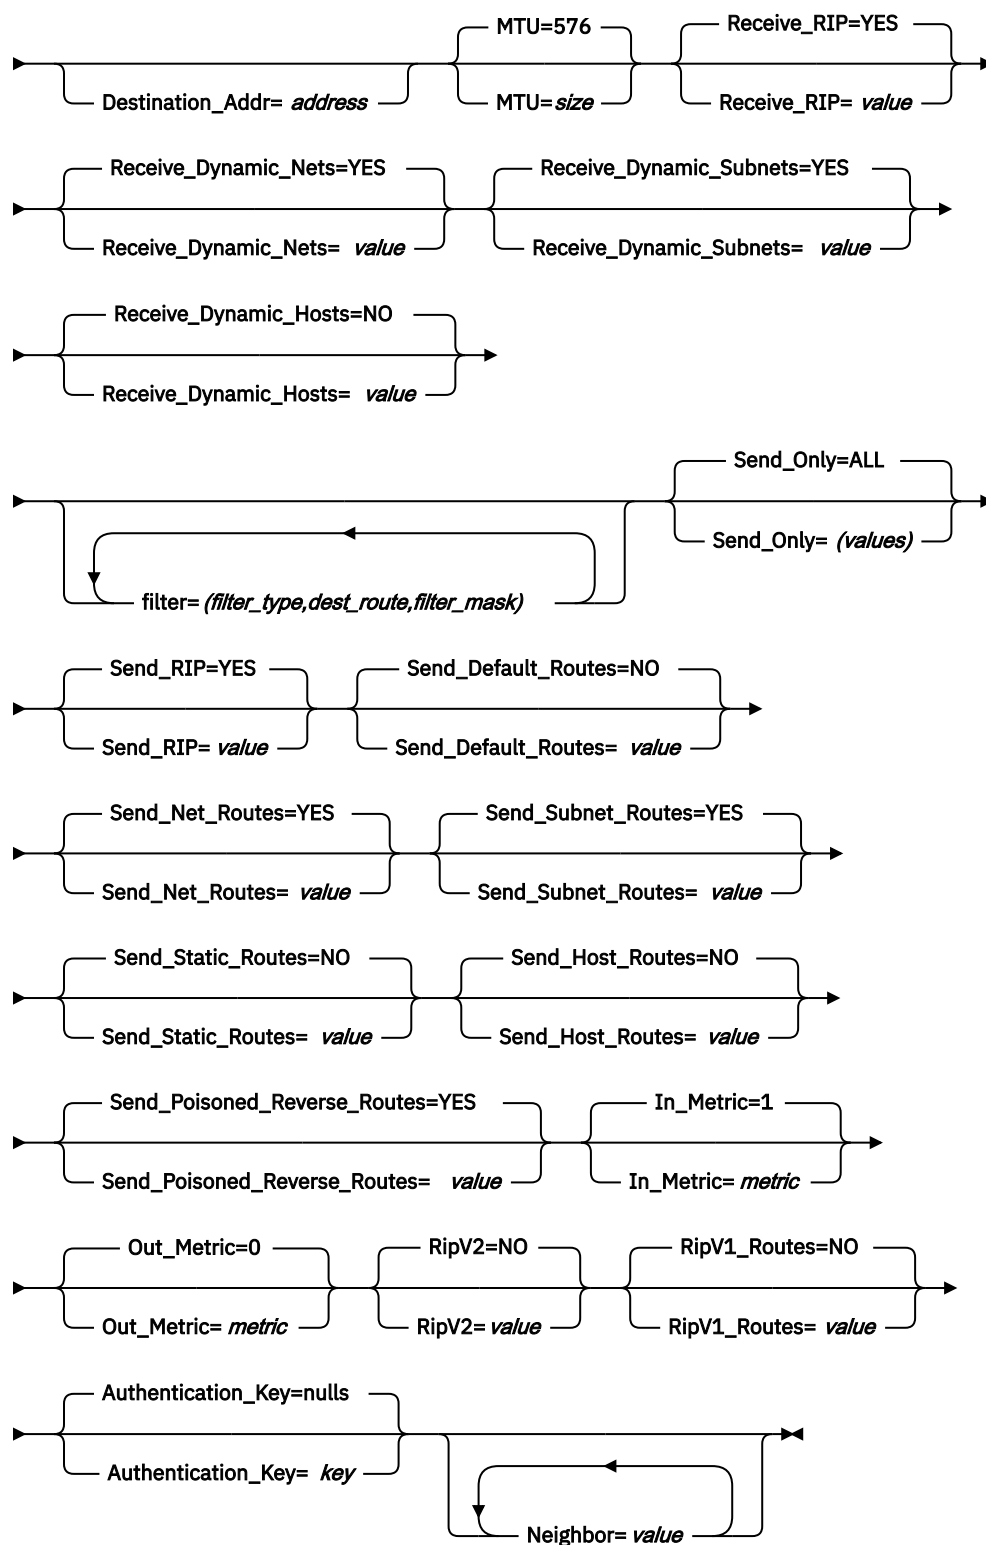 MTU=576 Receive_RIP=YES
Destination_Addr= address MTU=size Receive_RIP= value
Receive_Dynamic_Nets=YES Receive_Dynamic_Subnets=YES
Receive_Dynamic_Nets= value Receive_Dynamic_Subnets= value
Receive_Dynamic_Hosts=NO
Receive_Dynamic_Hosts= value
Send_Only=ALL
Send_Only= (values)
filter= (filter_type,dest_route,filter_mask)
Send_RIP=YES Send_Default_Routes=NO
Send_RIP= value Send_Default_Routes= value
Send_Net_Routes=YES Send_Subnet_Routes=YES
Send_Net_Routes= value Send_Subnet_Routes= value
Send_Static_Routes=NO Send_Host_Routes=NO
Send_Static_Routes= value Send_Host_Routes= value
Send_Poisoned_Reverse_Routes=YES In_Metric=1
Send_Poisoned_Reverse_Routes= value In_Metric= metric
Out_Metric=0 RipV2=NO RipV1_Routes=NO
Out_Metric= metric RipV2= value RipV1_Routes= value
Authentication_Key=nulls
Authentication_Key= key
Neighbor= value